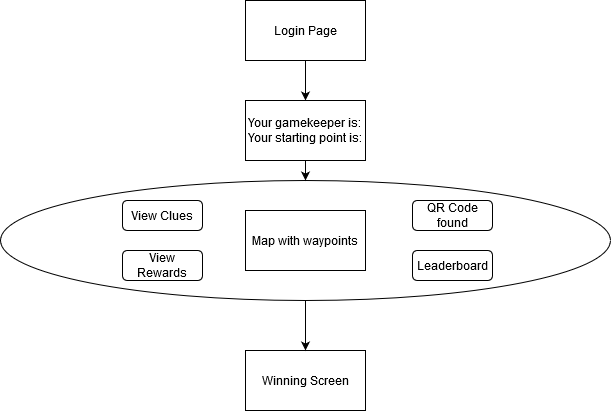 Login Page
Your gamekeeper is:
Your starting point is:
View Clues
QR Code
found
Map with waypoints
View
Rewards
Leaderboard
Winning Screen